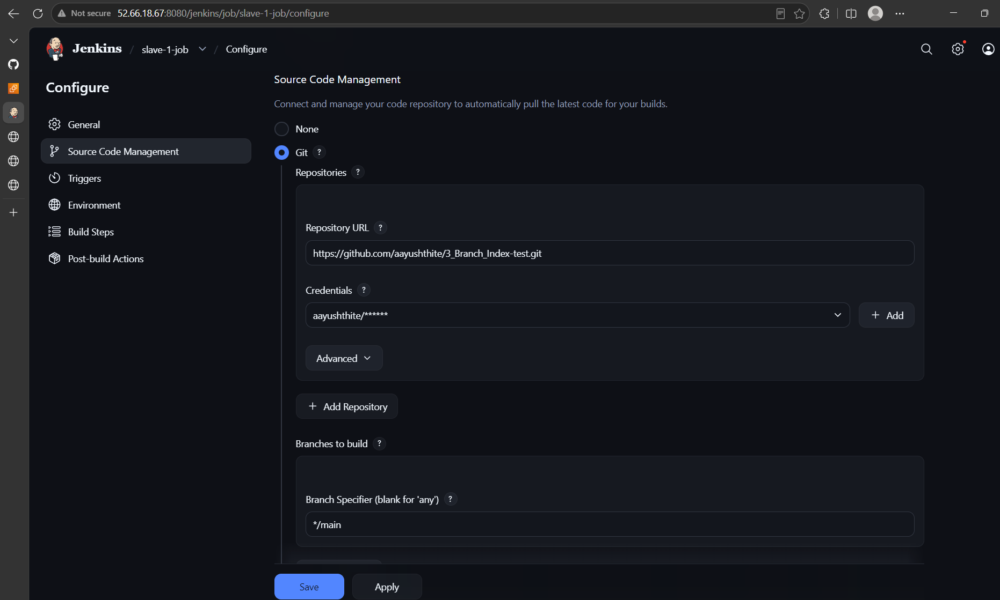 Not secure 52.66.18.67:8080/jenkins/job/slave-1-job/configure
Jenkins / slave-1-job / Configure
Configure
General
Source Code Management
Triggers
Environment
Build Steps
Post-build Actions
Source Code Management
Connect and manage your code repository to automatically pull the latest code for your builds.
None
Git ?
Repositories ?
Repository URL ?
https://github.com/aayushthite/3_Branch_Index-test.git
Credentials ?
aayushthite/******
+ Add
Advanced
+ Add Repository
Branches to build ?
Branch Specifier (blank for 'any') ?
*/main
Save
Apply